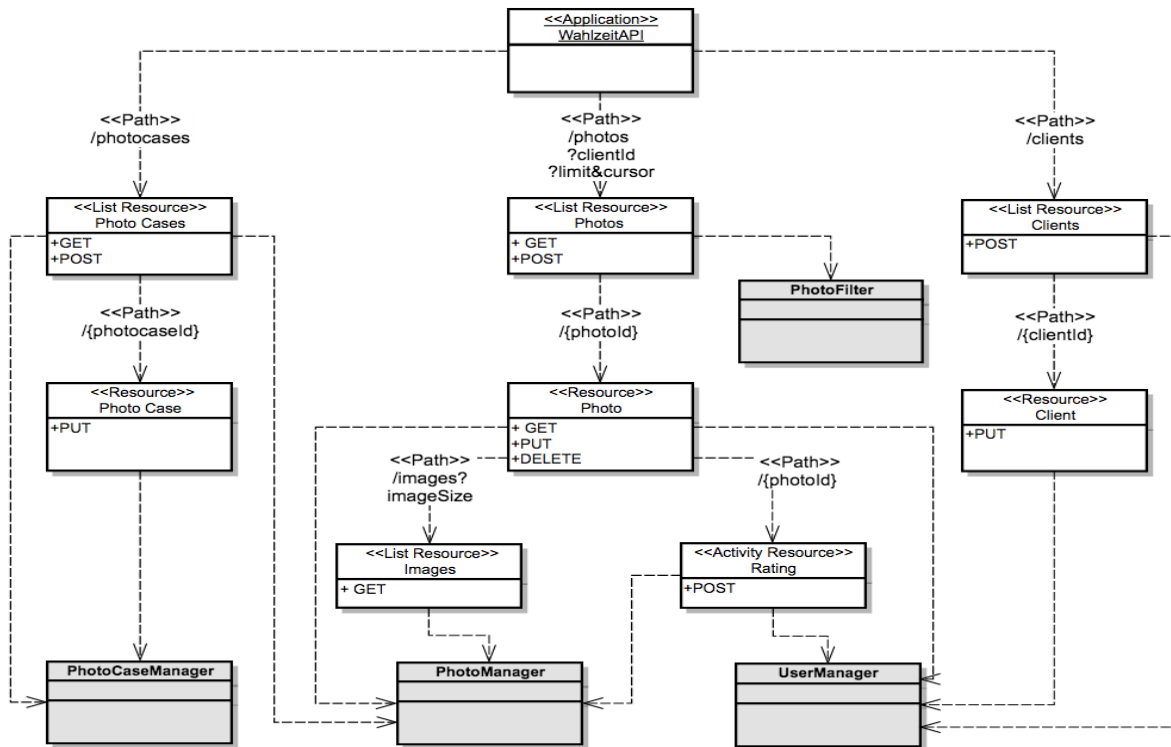 <<Application>>
WahlzeitAPI
<<Path>>
/photocases
<<Path>>
/photos
?clientId
?limit&cursor
<<Path>>
/clients
<<List Resource>>
Photo Cases
+GET
+POST
<<List Resource>>
Photos
+ GET
+POST
<<List Resource>>
Clients
+POST
PhotoFilter
<<Path>>
/{photocaseId}
<<Path>>
/{photoId}
<<Path>>
/{clientId}
<<Resource>>
Photo Case
+PUT
<<Resource>>
Photo
+ GET
+PUT
+DELETE
<<Resource>>
Client
+PUT
<<Path>>
/images?
imageSize
<<Path>>
/{photoId}
<<List Resource>>
Images
+ GET
<<Activity Resource>>
Rating
+POST
PhotoCaseManager
PhotoManager
UserManager